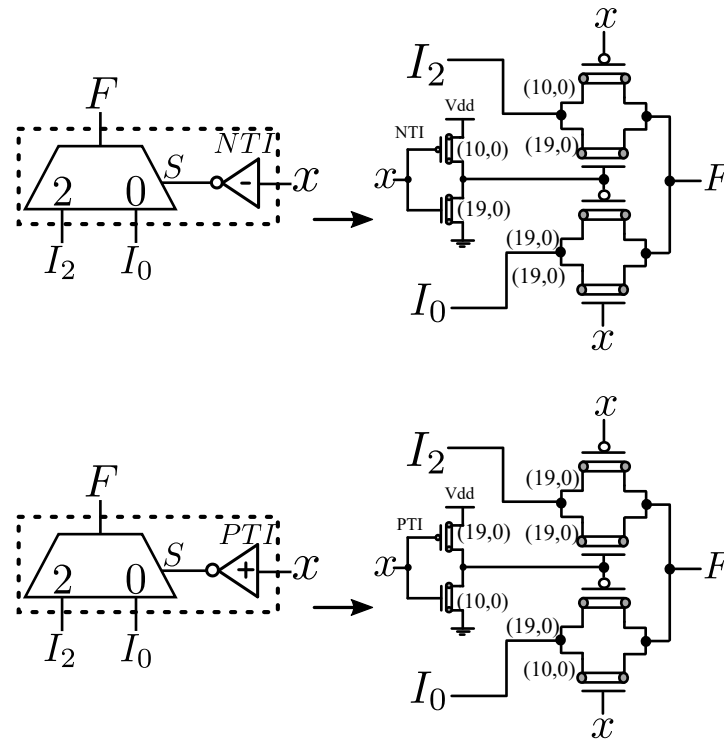 F
NTI
2 0 S - x
I₂ I₀
x
I₂
(10,0)
Vdd
NTI (10,0) (19,0)
x F
(19,0)
(19,0)
(19,0)
I₀
x
F
PTI
2 0 S + x
I₂ I₀
x
I₂
(19,0)
Vdd
PTI (19,0) (19,0)
x F
(10,0)
(19,0)
(10,0)
I₀
x